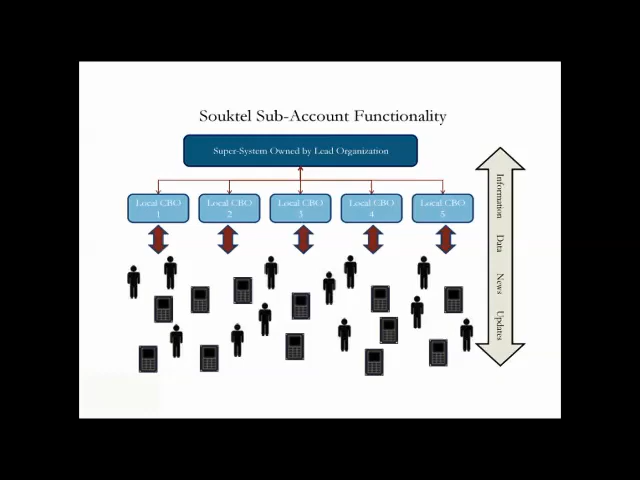 Souktel Sub-Account Functionality
Super-System Owned by Lead Organization
Local CBO
1
Local CBO
2
Local CBO
3
Local CBO
4
Local CBO
5
Information
Data
News
Updates